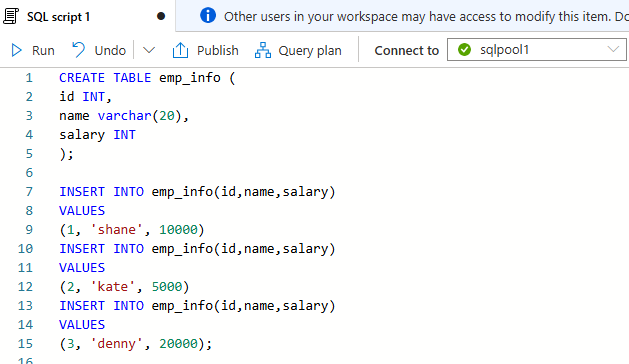 SQL script 1
Other users in your workspace may have access to modify this item. Do
Run Undo Publish Query plan Connect to sqlpool1
1 CREATE TABLE emp_info (
2 id INT,
3 name varchar(20),
4 salary INT
5 );
6
7 INSERT INTO emp_info(id,name,salary)
8 VALUES
9 (1, 'shane', 10000)
10 INSERT INTO emp_info(id,name,salary)
11 VALUES
12 (2, 'kate', 5000)
13 INSERT INTO emp_info(id,name,salary)
14 VALUES
15 (3, 'denny', 20000);
16